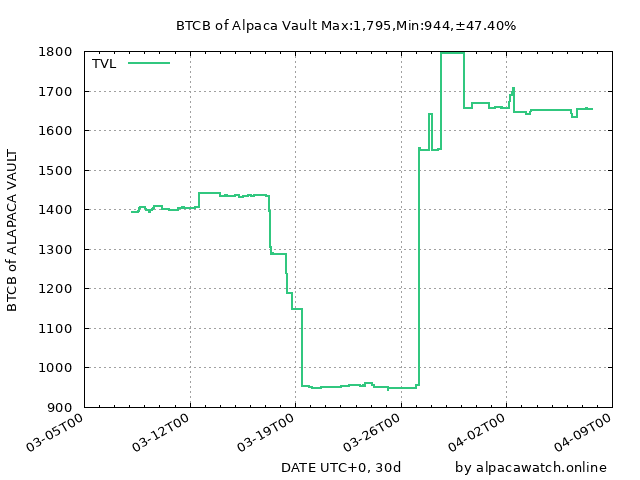 BTCB of Alpaca Vault Max:1,795,Min:944,±47.40%
TVL
1800
1700
1600
1500
1400
1300
1200
1100
1000
900
BTCB of ALAPACA VAULT
03-05T00
03-12T00
03-19T00
03-26T00
04-02T00
04-09T00
DATE UTC+0, 30d
by alpacawatch.online